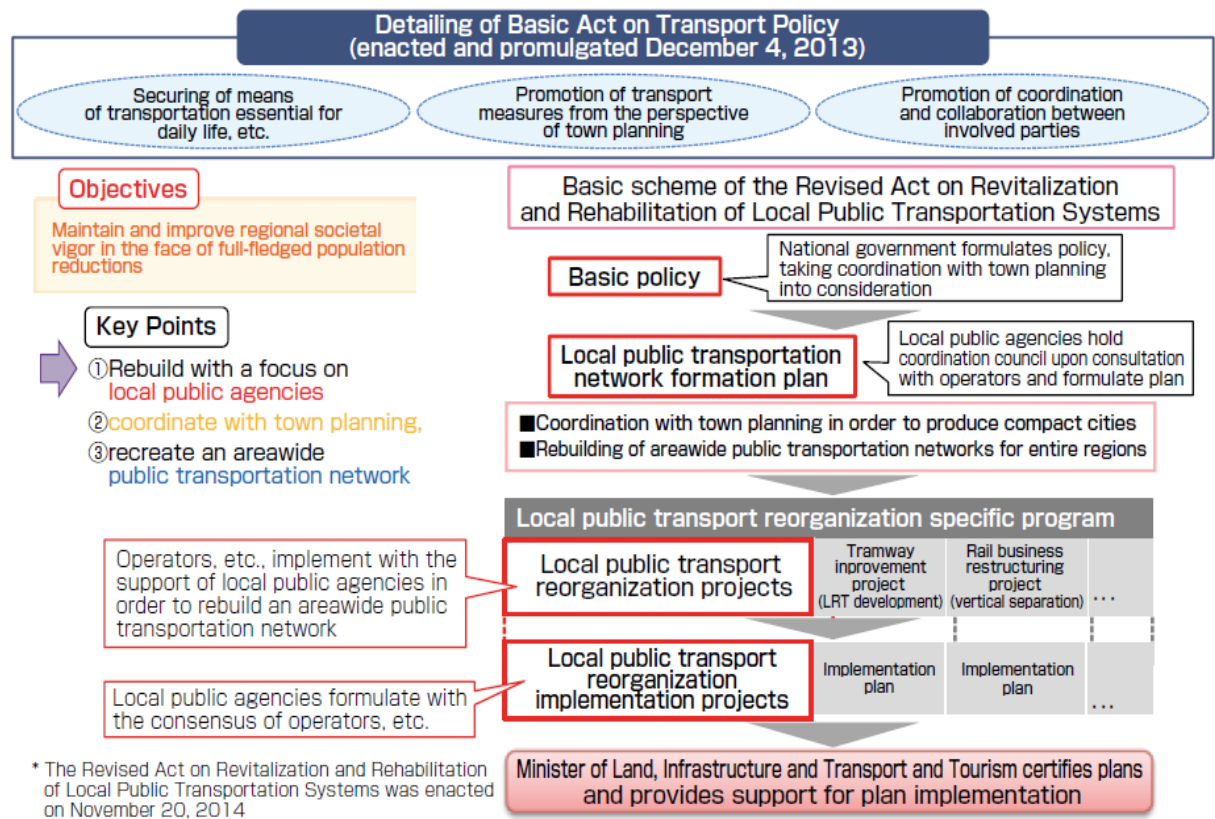 Detailing of Basic Act on Transport Policy
(enacted and promulgated December 4, 2013)
Securing of means
of transportation essential for
daily life, etc.
Promotion of transport
measures from the perspective
of town planning
Promotion of coordination
and collaboration between
involved parties
Objectives
Maintain and improve regional societal
vigor in the face of full-fledged population
reductions
Key Points
①Rebuild with a focus on
local public agencies
②coordinate with town planning,
③recreate an areawide
public transportation network
Basic scheme of the Revised Act on Revitalization
and Rehabilitation of Local Public Transportation Systems
Basic policy
National government formulates policy,
taking coordination with town planning
into consideration
Local public transportation
network formation plan
Local public agencies hold
coordination council upon consultation
with operators and formulate plan
■Coordination with town planning in order to produce compact cities
■Rebuilding of areawide public transportation networks for entire regions
Local public transport reorganization specific program
Operators, etc., implement with the
support of local public agencies in
order to rebuild an areawide public
transportation network
Local public transport
reorganization projects
Tramway
inprovement
project
(LRT development)
Rail business
restructuring
project
(vertical separation)
...
Local public agencies formulate with
the consensus of operators, etc.
Local public transport
reorganization
implementation projects
Implementation
plan
Implementation
plan
...
Minister of Land, Infrastructure and Transport and Tourism certifies plans
and provides support for plan implementation
* The Revised Act on Revitalization and Rehabilitation
of Local Public Transportation Systems was enacted
on November 20, 2014